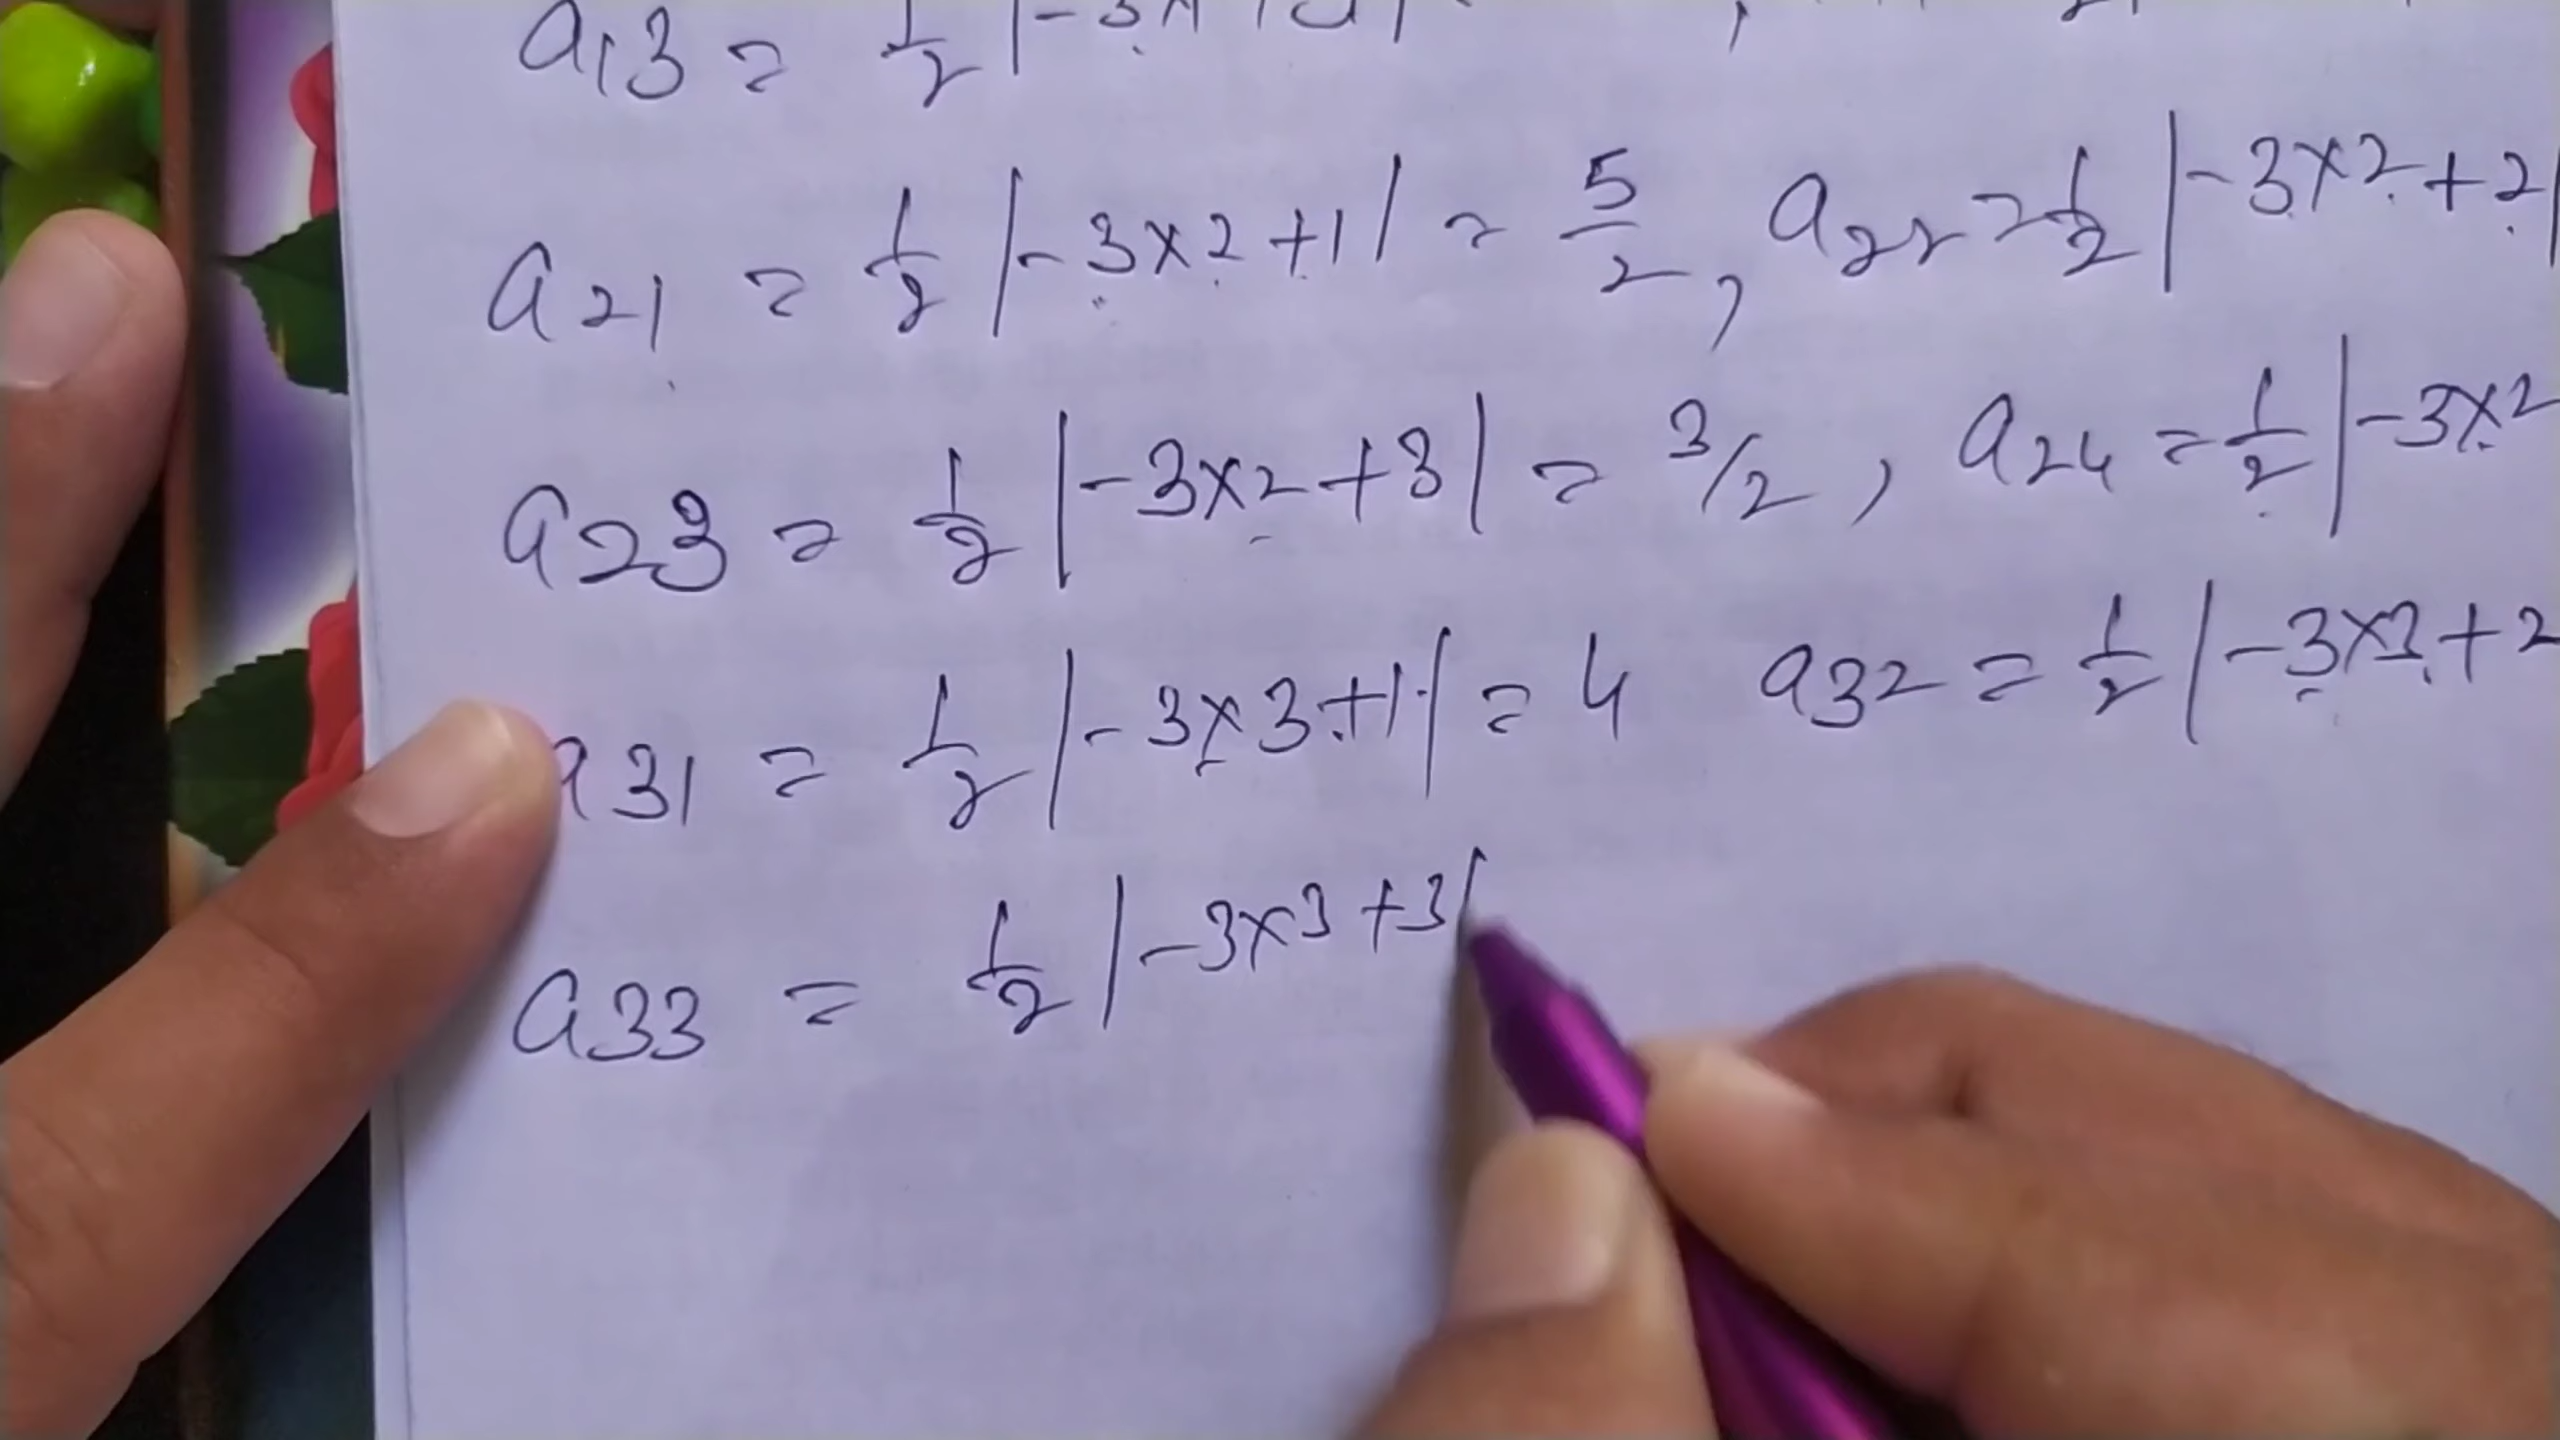 a13 = 1/2 |-3×1+3|
a21 = 1/2 |-3×2+1| = 5/2 , a22 = 1/2 |-3×2+2|
a23 = 1/2 |-3×2+3| = 3/2 , a24 = 1/2 |-3×2
a31 = 1/2 |-3×3+1| = 4 a32 = 1/2 |-3×3+2
a33 = 1/2 |-3×3+3|